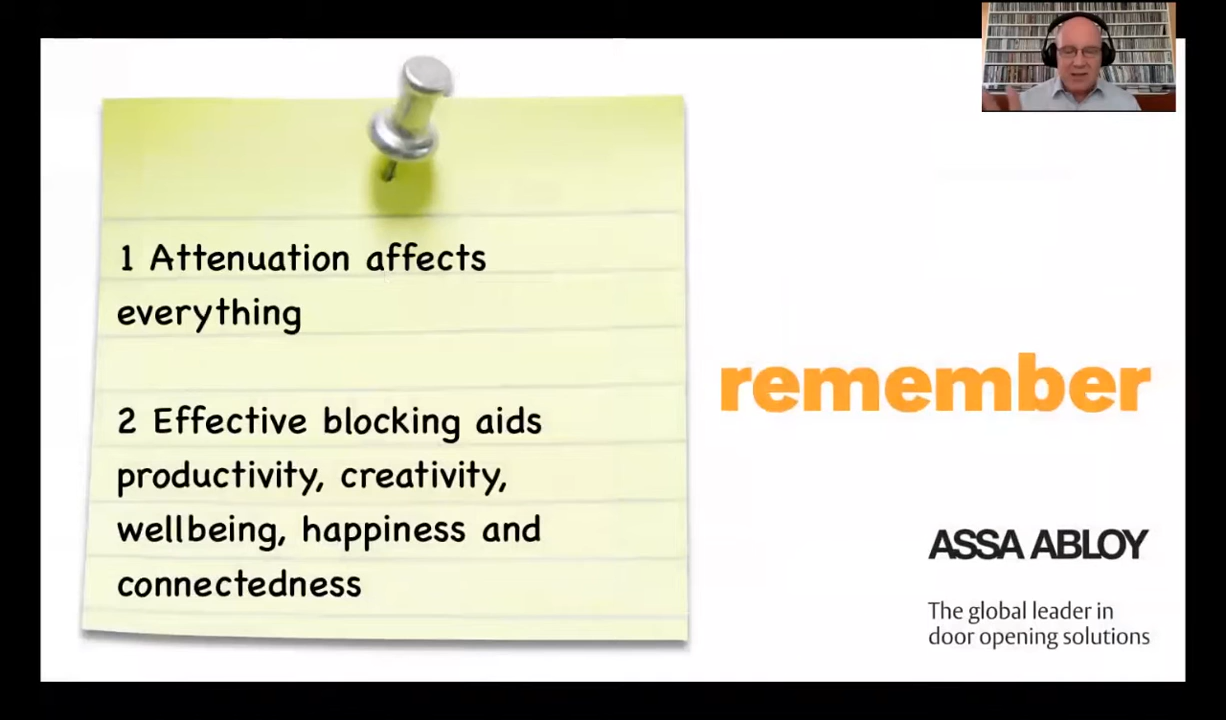 1 Attenuation affects
everything
2 Effective blocking aids
productivity, creativity,
wellbeing, happiness and
connectedness
remember
ASSA ABLOY
The global leader in
door opening solutions